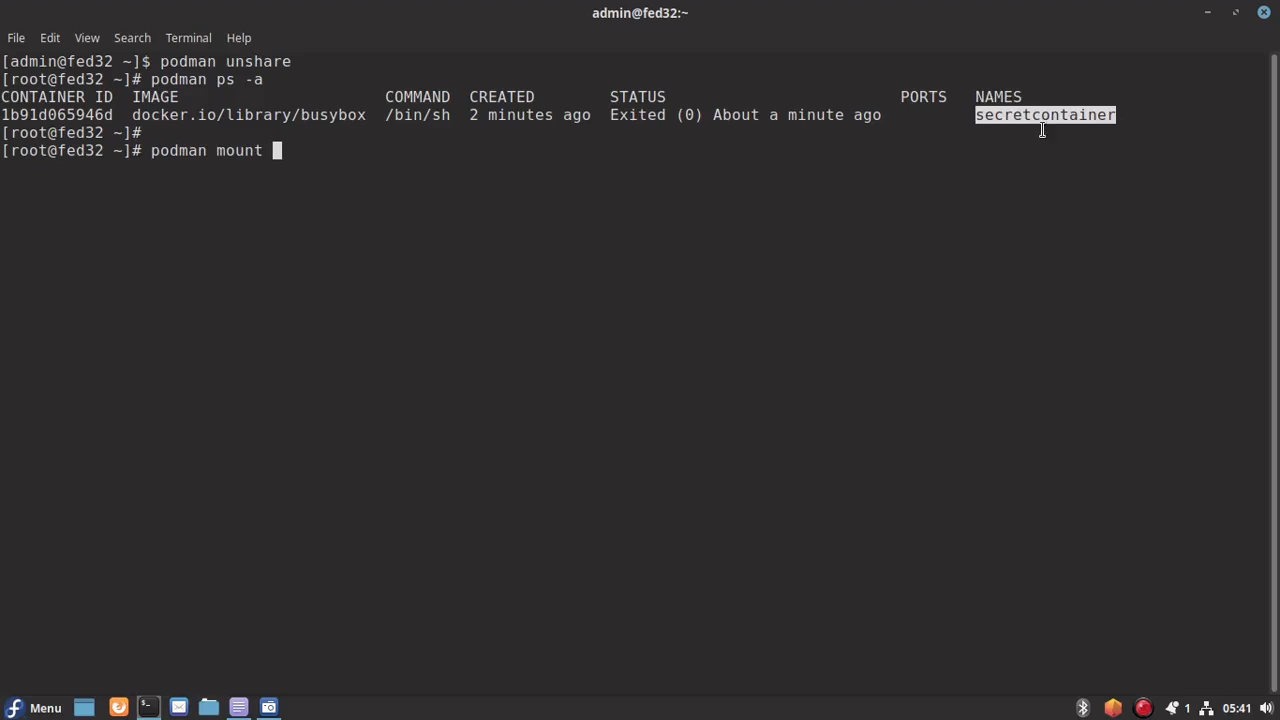 admin@fed32:~
File Edit View Search Terminal Help
[admin@fed32 ~]$ podman unshare
[root@fed32 ~]# podman ps -a
CONTAINER ID IMAGE COMMAND CREATED STATUS PORTS NAMES
1b91d065946d docker.io/library/busybox /bin/sh 2 minutes ago Exited (0) About a minute ago secretcontainer
[root@fed32 ~]#
[root@fed32 ~]# podman mount
Menu 1 05:41